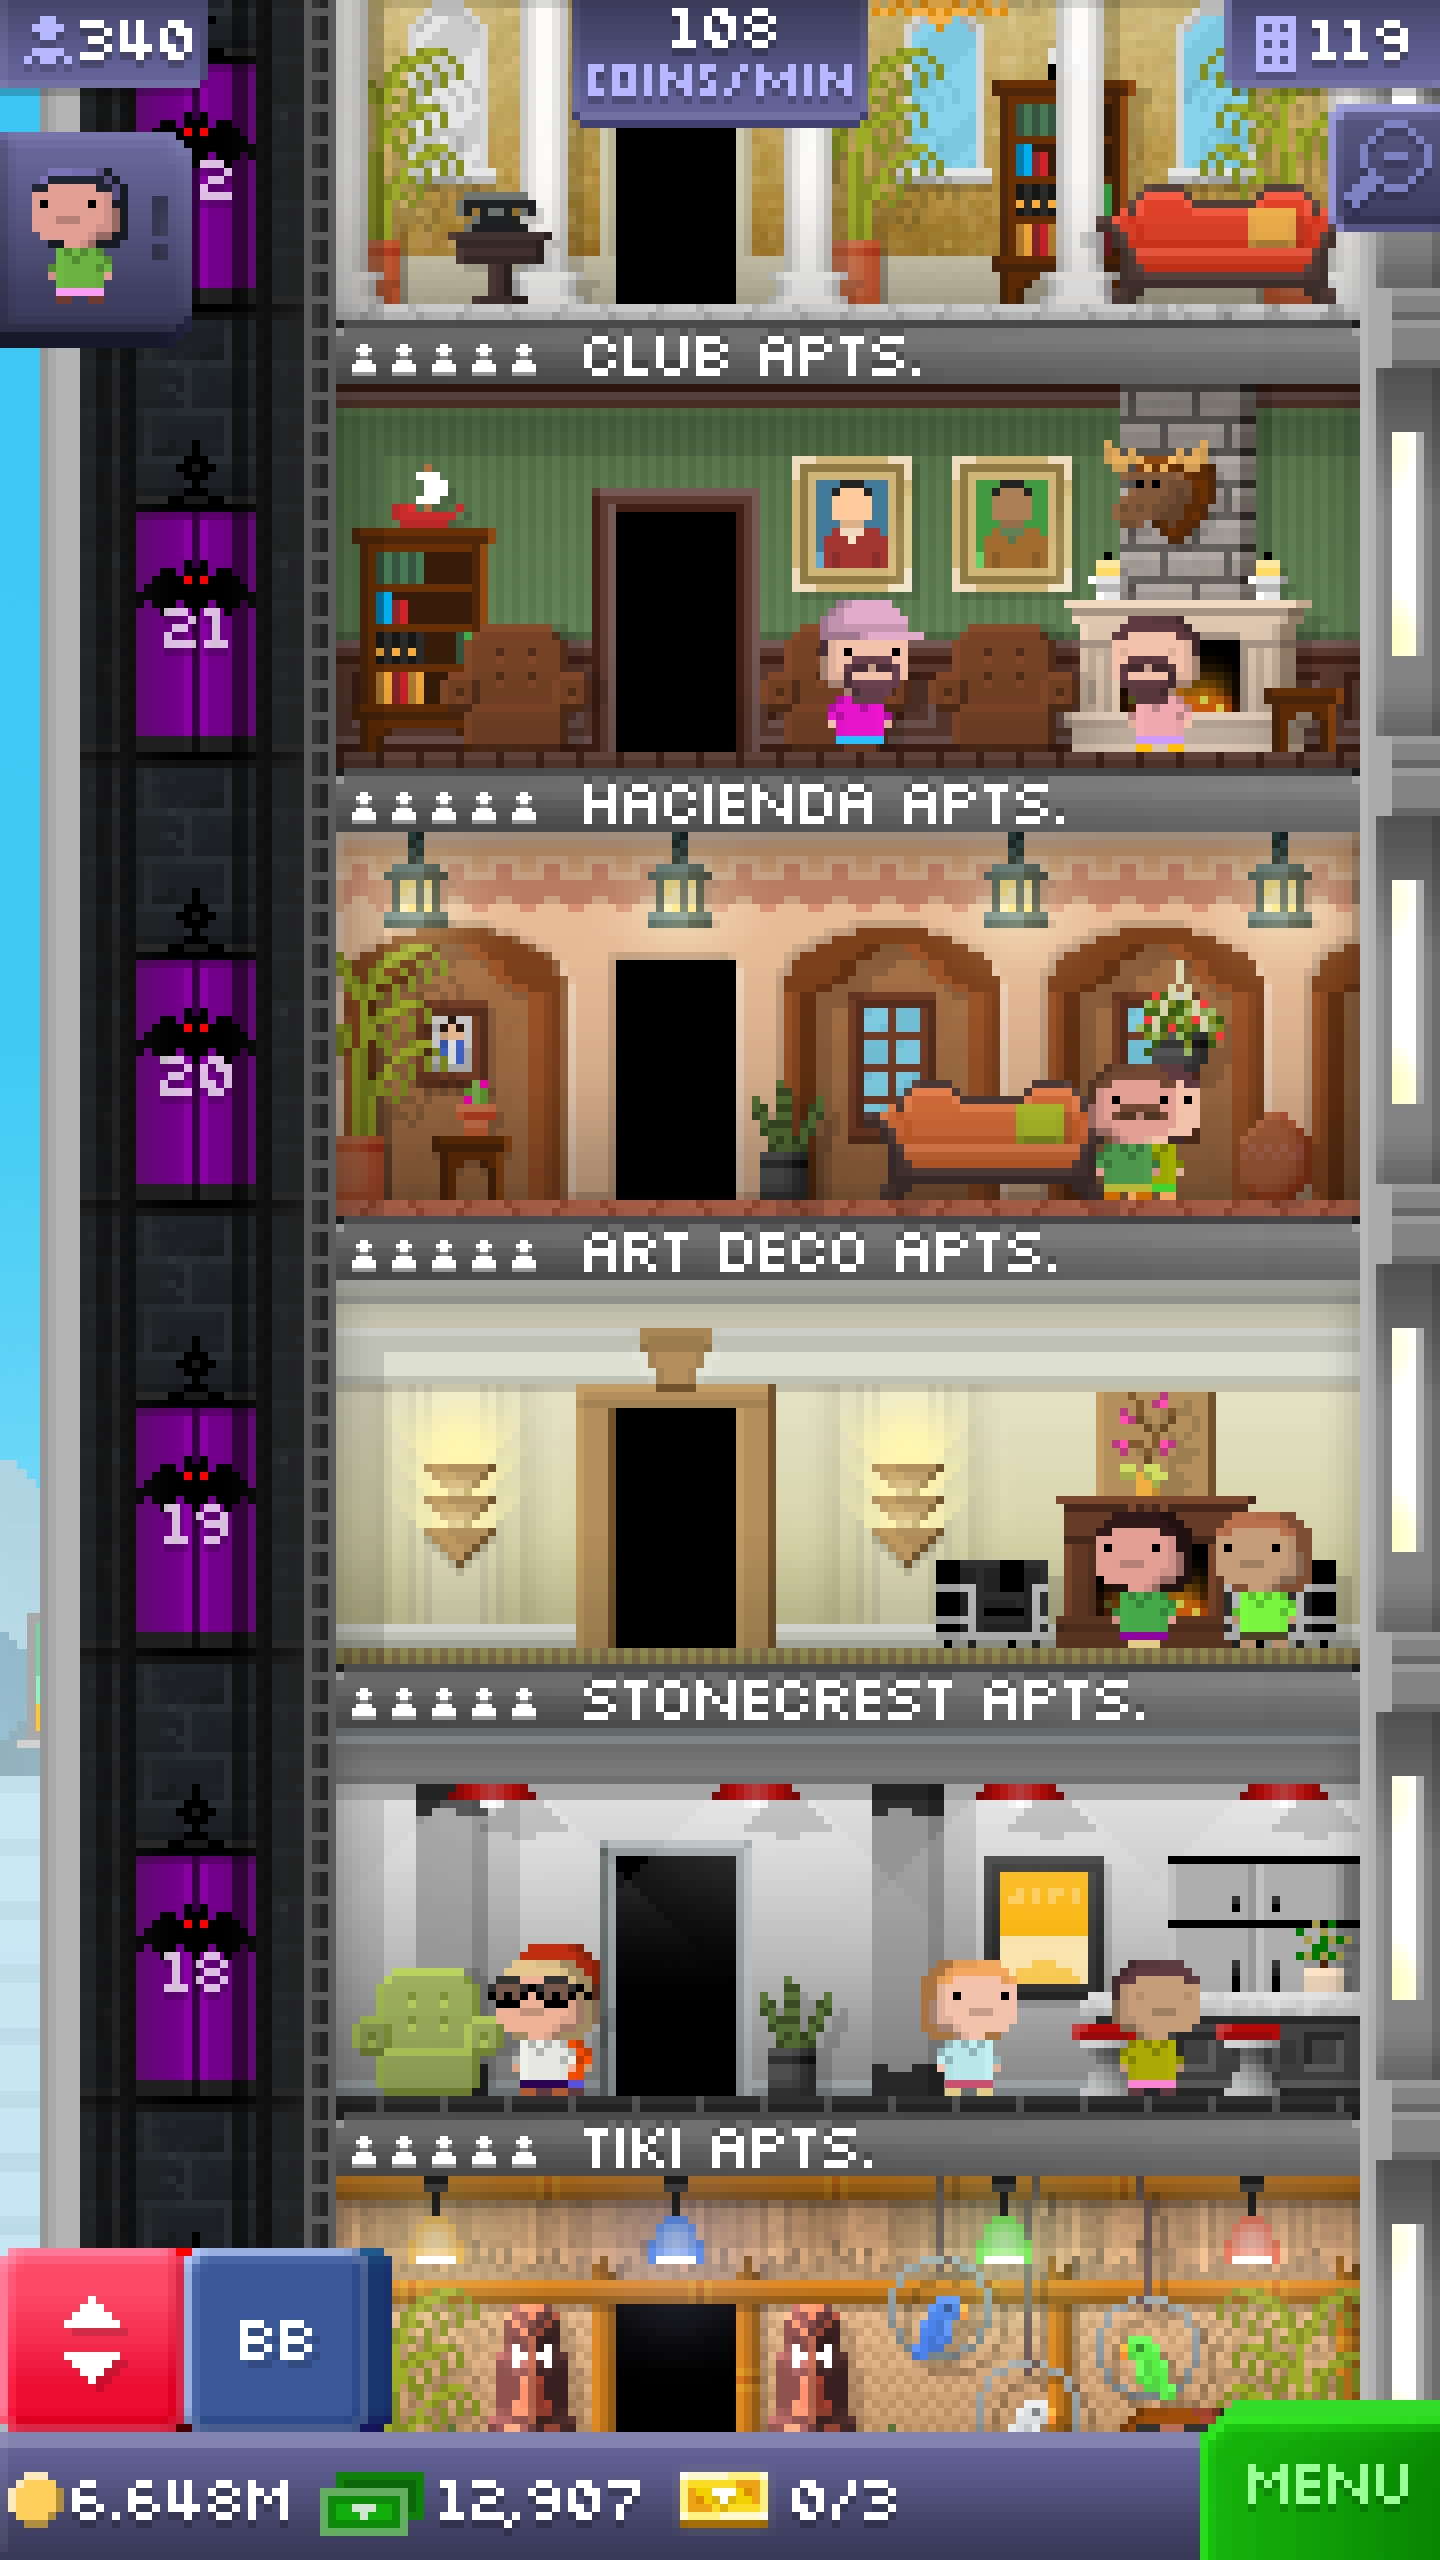 340
108
COINS/MIN
119
2
!
CLUB APTS.
21
HACIENDA APTS.
20
ART DECO APTS.
19
STONECREST APTS.
18
TIKI APTS.
BB
6.648M
12,907
0/3
MENU